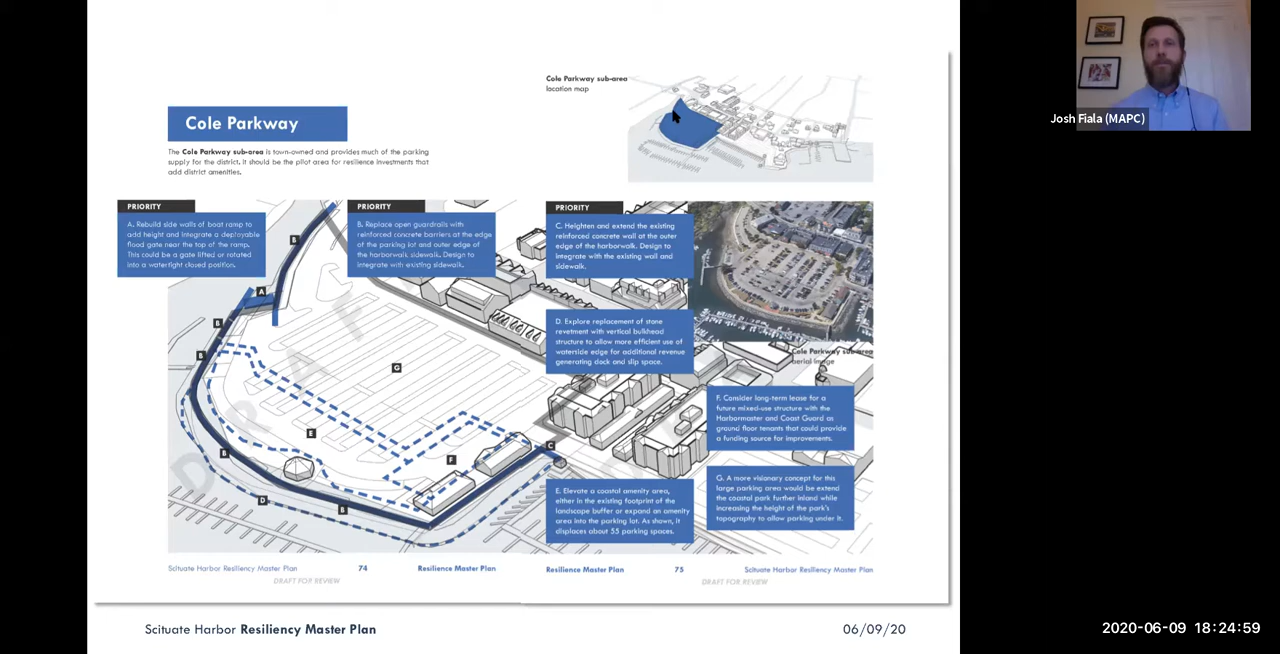 Cole Parkway
The Cole Parkway sub-area is town-owned and provides much of the parking
supply for the district. It should be the pilot area for resilience investments that
add district amenities.
Cole Parkway sub-area
location map
PRIORITY
A. Rebuild side walls of boat ramp to
add height and integrate a deployable
flood gate near the top of the ramp.
This could be a gate lifted or rotated
into a watertight closed position.
PRIORITY
B. Replace open guardrails with
reinforced concrete barriers at the edge
of the parking lot and outer edge of
the harborwalk sidewalk. Design to
integrate with existing sidewalk.
PRIORITY
C. Heighten and extend the existing
reinforced concrete wall at the outer
edge of the harborwalk. Design to
integrate with the existing wall and
sidewalk.
D. Explore replacement of stone
revetment with vertical bulkhead
structure to allow more efficient use of
waterside edge for additional revenue
generating dock and slip space.
Cole Parkway sub-area
aerial image
F. Consider long-term lease for a
future mixed-use structure with the
Harbormaster and Coast Guard as
ground floor tenants that could provide
a funding source for improvements.
E. Elevate a coastal amenity area,
either in the existing footprint of the
landscape buffer or expand an amenity
area into the parking lot. As shown, it
displaces about 55 parking spaces.
G. A more visionary concept for this
large parking area would be extend
the coastal park further inland while
increasing the height of the park's
topography to allow parking under it.
B
A
B
B
G
E
B
F
C
D
B
DRAFT
Scituate Harbor Resiliency Master Plan
74
Resilience Master Plan
DRAFT FOR REVIEW
Resilience Master Plan
75
Scituate Harbor Resiliency Master Plan
DRAFT FOR REVIEW
Scituate Harbor Resiliency Master Plan
06/09/20
Josh Fiala (MAPC)
2020-06-09 18:24:59